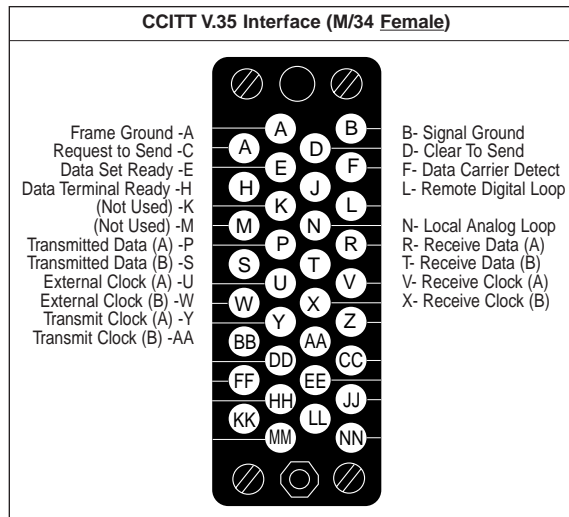 CCITT V.35 Interface (M/34 Female)
Frame Ground -A
Request to Send -C
Data Set Ready -E
Data Terminal Ready -H
(Not Used) -K
(Not Used) -M
Transmitted Data (A) -P
Transmitted Data (B) -S
External Clock (A) -U
External Clock (B) -W
Transmit Clock (A) -Y
Transmit Clock (B) -AA
A B
A D
E F
H J
K L
M N
P R
S T
U V
W X
Y Z
BB AA
DD CC
FF EE
HH JJ
KK LL
MM NN
B- Signal Ground
D- Clear To Send
F- Data Carrier Detect
L- Remote Digital Loop
N- Local Analog Loop
R- Receive Data (A)
T- Receive Data (B)
V- Receive Clock (A)
X- Receive Clock (B)